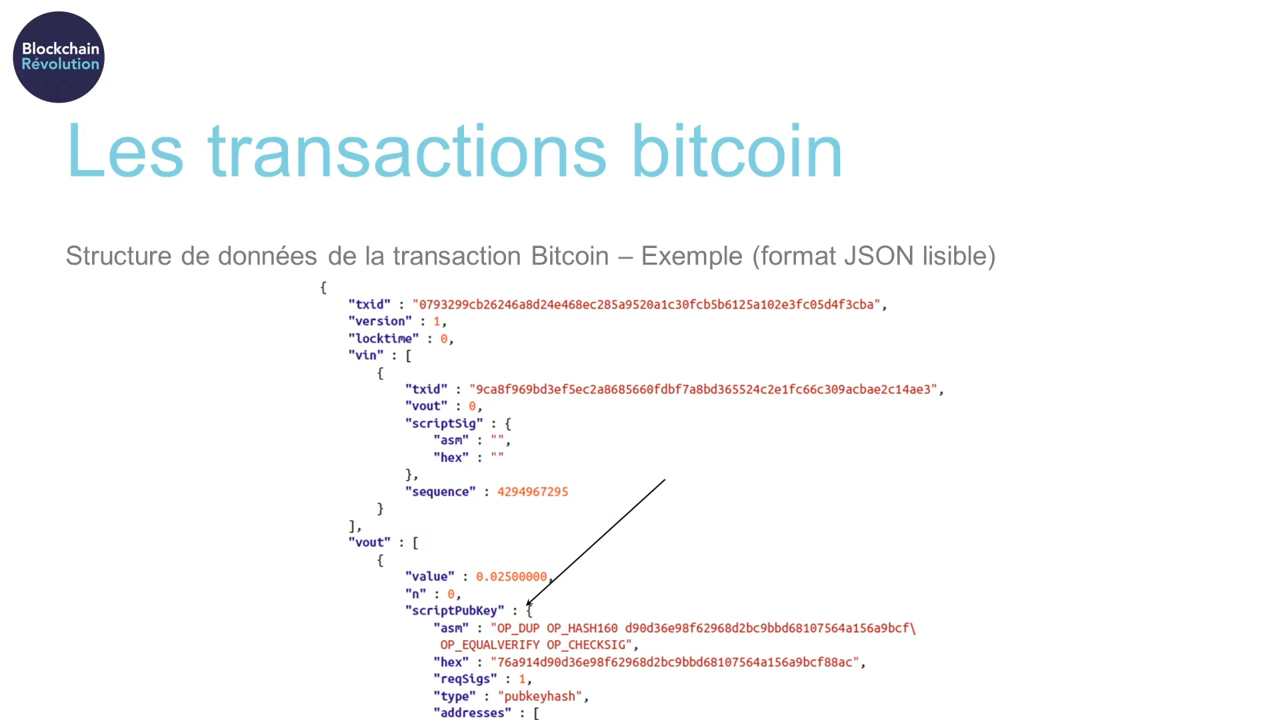 Blockchain
Révolution
Les transactions bitcoin
Structure de données de la transaction Bitcoin – Exemple (format JSON lisible)
{
"txid" : "0793299cb26246a8d24e468ec285a9520a1c30fcb5b6125a102e3fc05d4f3cba",
"version" : 1,
"locktime" : 0,
"vin" : [
{
"txid" : "9ca8f969bd3ef5ec2a8685660fdbf7a8bd365524c2e1fc66c309acbae2c14ae3",
"vout" : 0,
"scriptSig" : {
"asm" : "",
"hex" : ""
},
"sequence" : 4294967295
}
],
"vout" : [
{
"value" : 0.02500000,
"n" : 0,
"scriptPubKey" : {
"asm" : "OP_DUP OP_HASH160 d90d36e98f62968d2bc9bbd68107564a156a9bcf\
OP_EQUALVERIFY OP_CHECKSIG",
"hex" : "76a914d90d36e98f62968d2bc9bbd68107564a156a9bcf88ac",
"reqSigs" : 1,
"type" : "pubkeyhash",
"addresses" : [